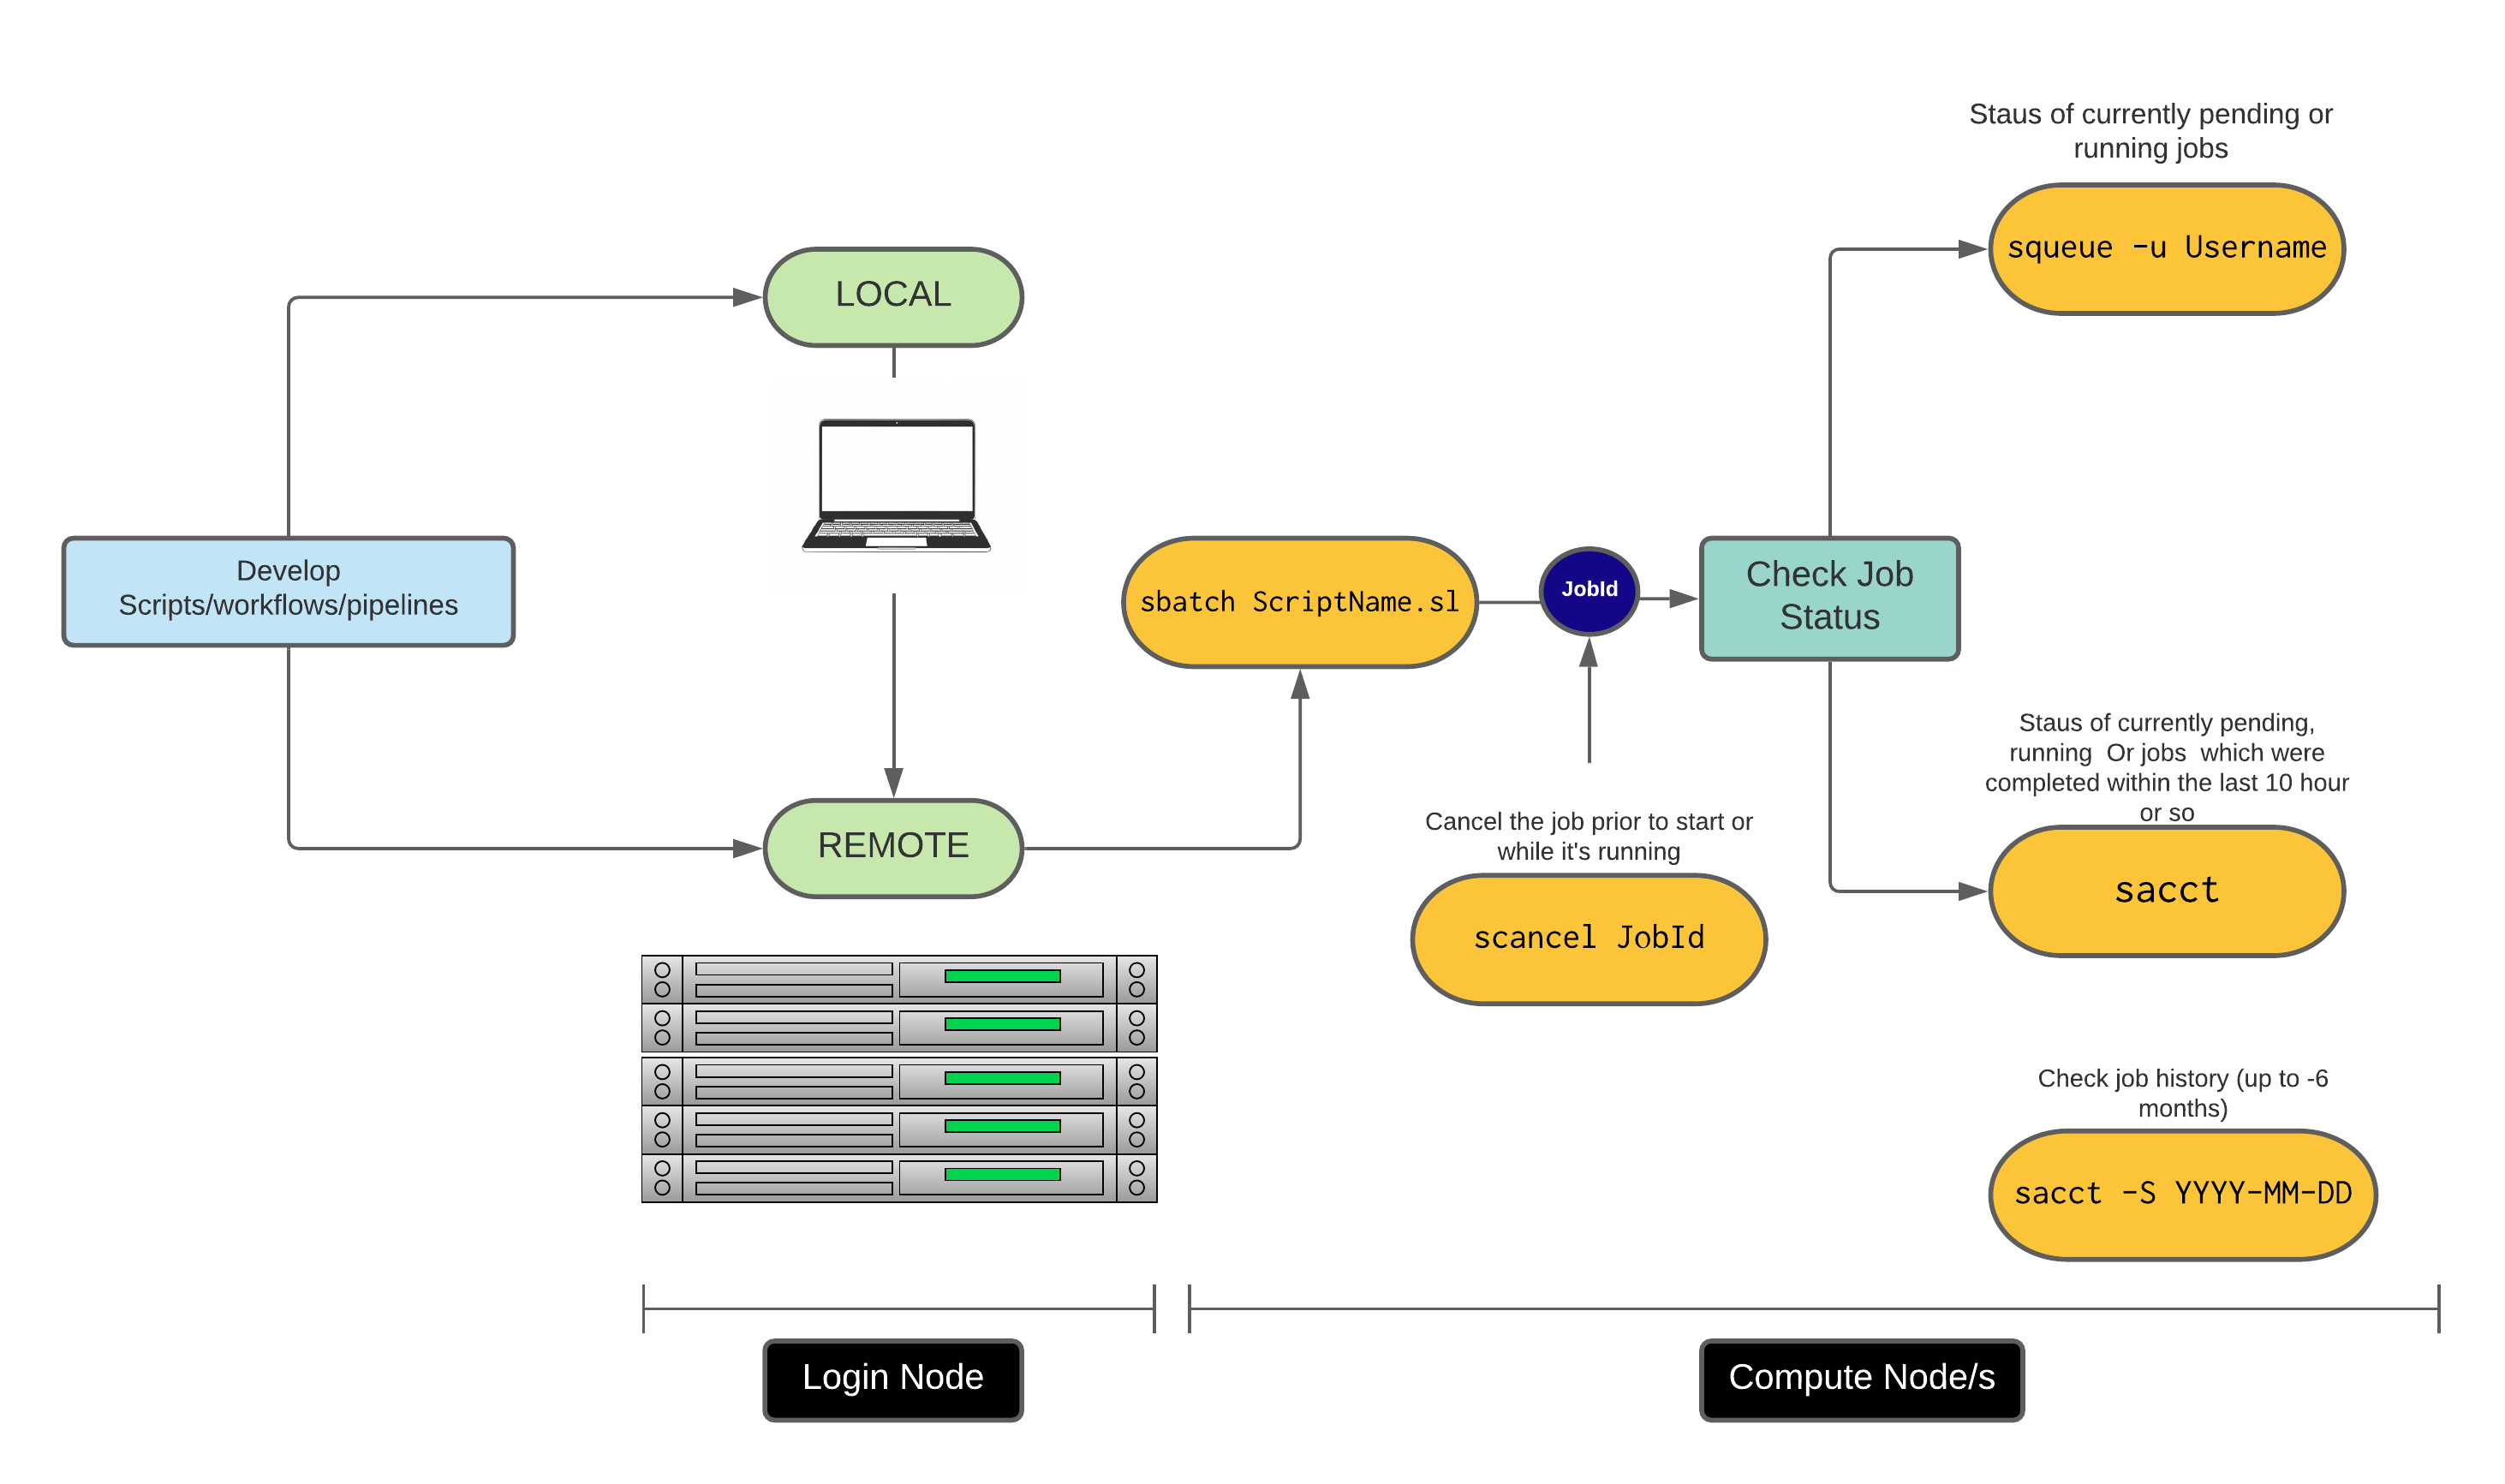 Staus of currently pending or
running jobs
squeue -u Username
LOCAL
Develop
Scripts/workflows/pipelines
sbatch ScriptName.sl
JobId
Check Job
Status
Staus of currently pending,
running  Or jobs  which were
completed within the last 10 hour
or so
sacct
REMOTE
Cancel the job prior to start or
while it's running
scancel JobId
Check job history (up to -6
months)
sacct -S YYYY-MM-DD
Login Node
Compute Node/s